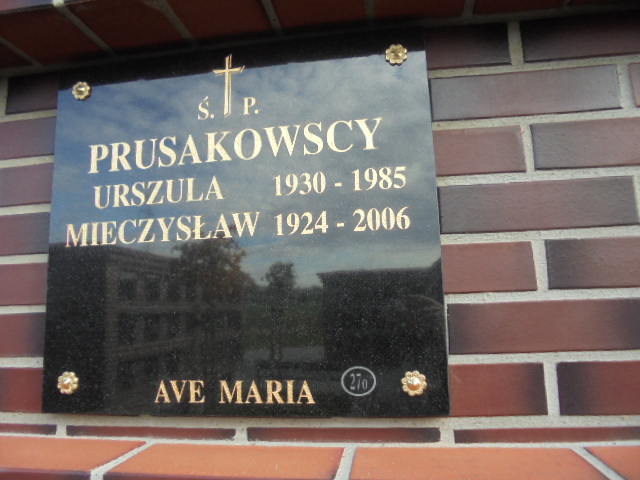 Ś. P.
PRUSAKOWSCY
URSZULA 1930 - 1985
MIECZYSŁAW 1924 - 2006
AVE MARIA 270